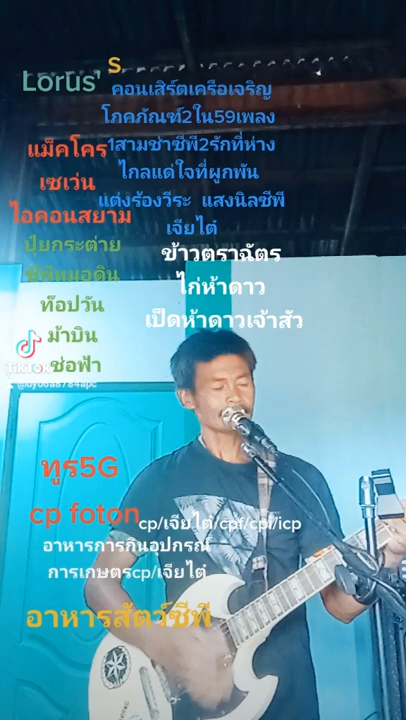 Lorus' S
คอนเสิร์ตเครือเจริญ
โภคภัณฑ์2ใน59เพลง
1สามช่าซีพี2รักที่ห่าง
ไกลแด่ใจที่ผูกพัน
แต่งร้องวีระ แสงนิลซีพี
เจียไต๋
แม็คโคร
เซเว่น
ไอคอนสยาม
ปุ๋ยกระต่าย
ซีพีหมอดิน
ท๊อปวัน
ม้าบิน
ช่อฟ้า
ข้าวตราฉัตร
ไก่ห้าดาว
เป็ดห้าดาวเจ้าสัว
TikTok
ทูร5G
cp foton
cp/เจียไต๋/cpf/cpi/icp
อาหารการกินอุปกรณ์
การเกษตรcp/เจียไต๋
อาหารสัตว์ซีพี